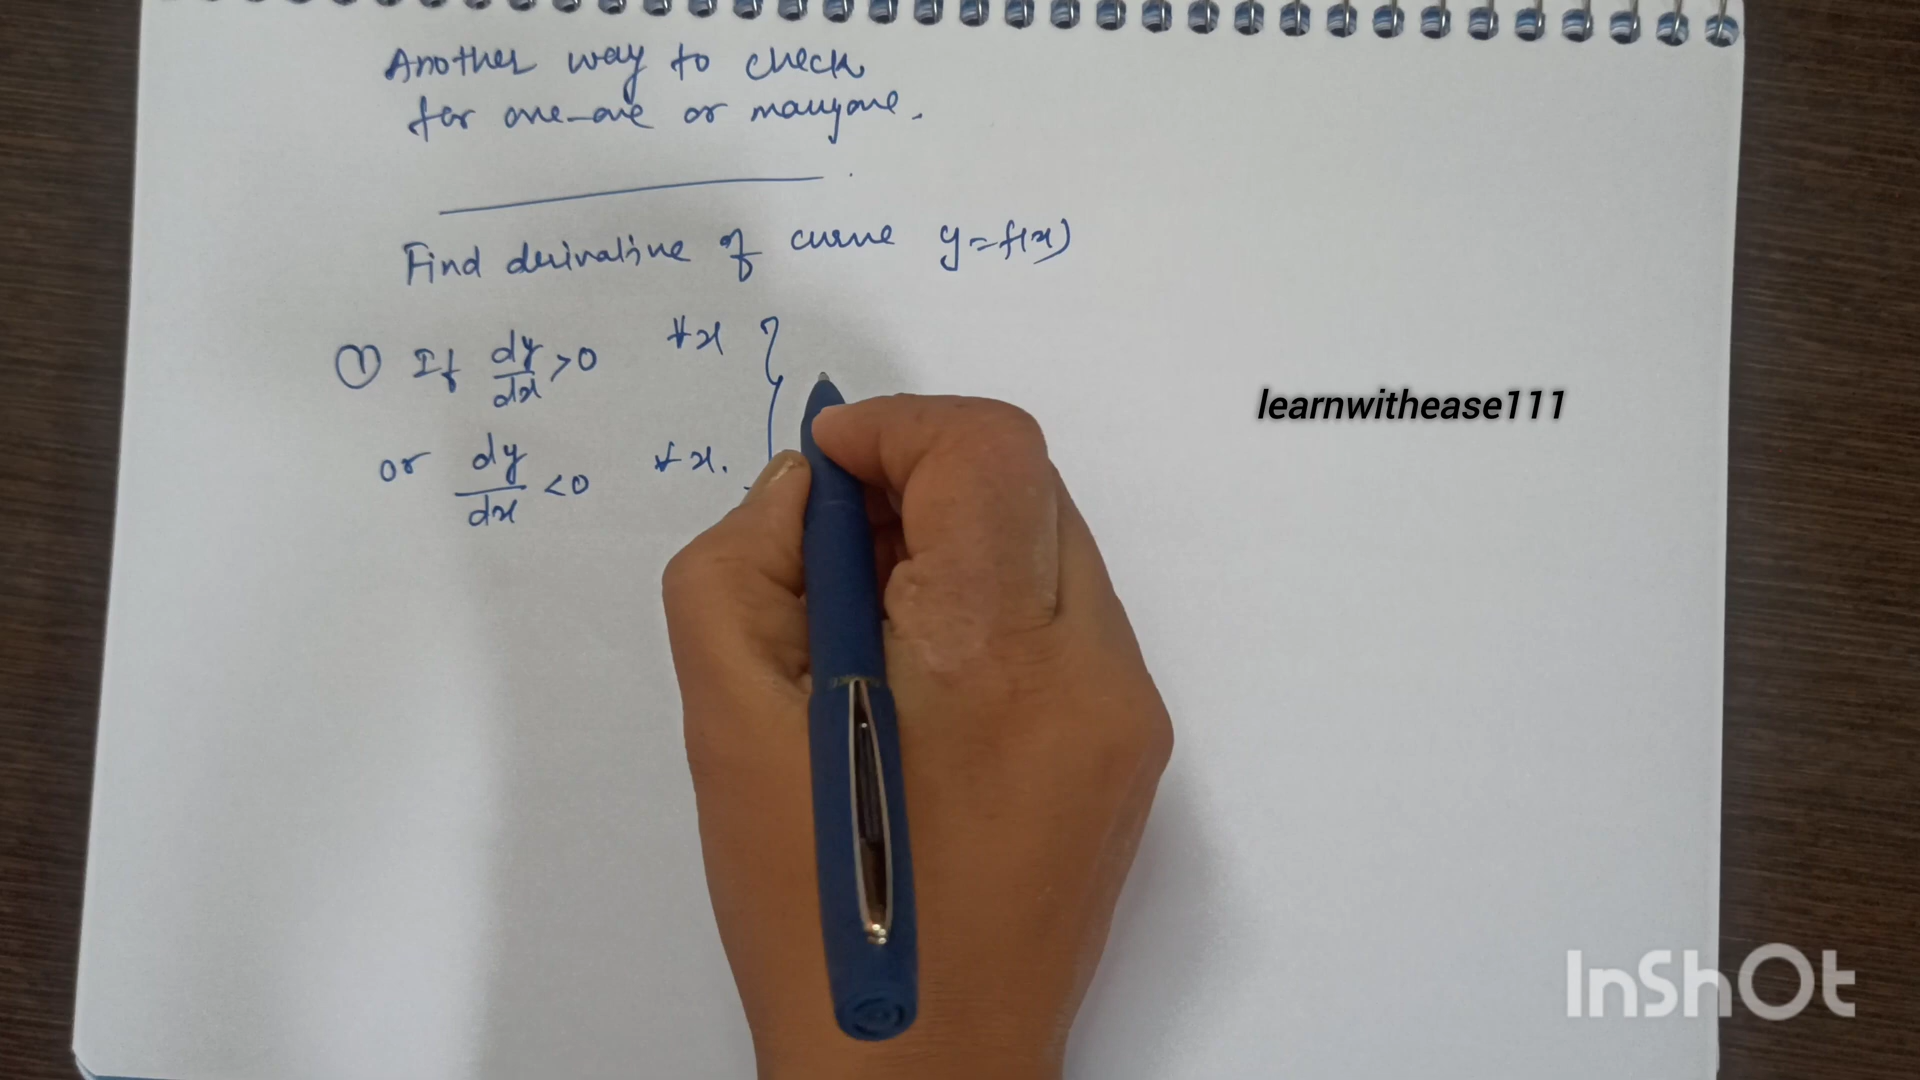 Another way to check
for one-one or manyone.
Find derivative of curve y=f(x)
① If dy/dx >0 ∀x
or dy/dx <0 ∀x.
learnwithease111
InShOt